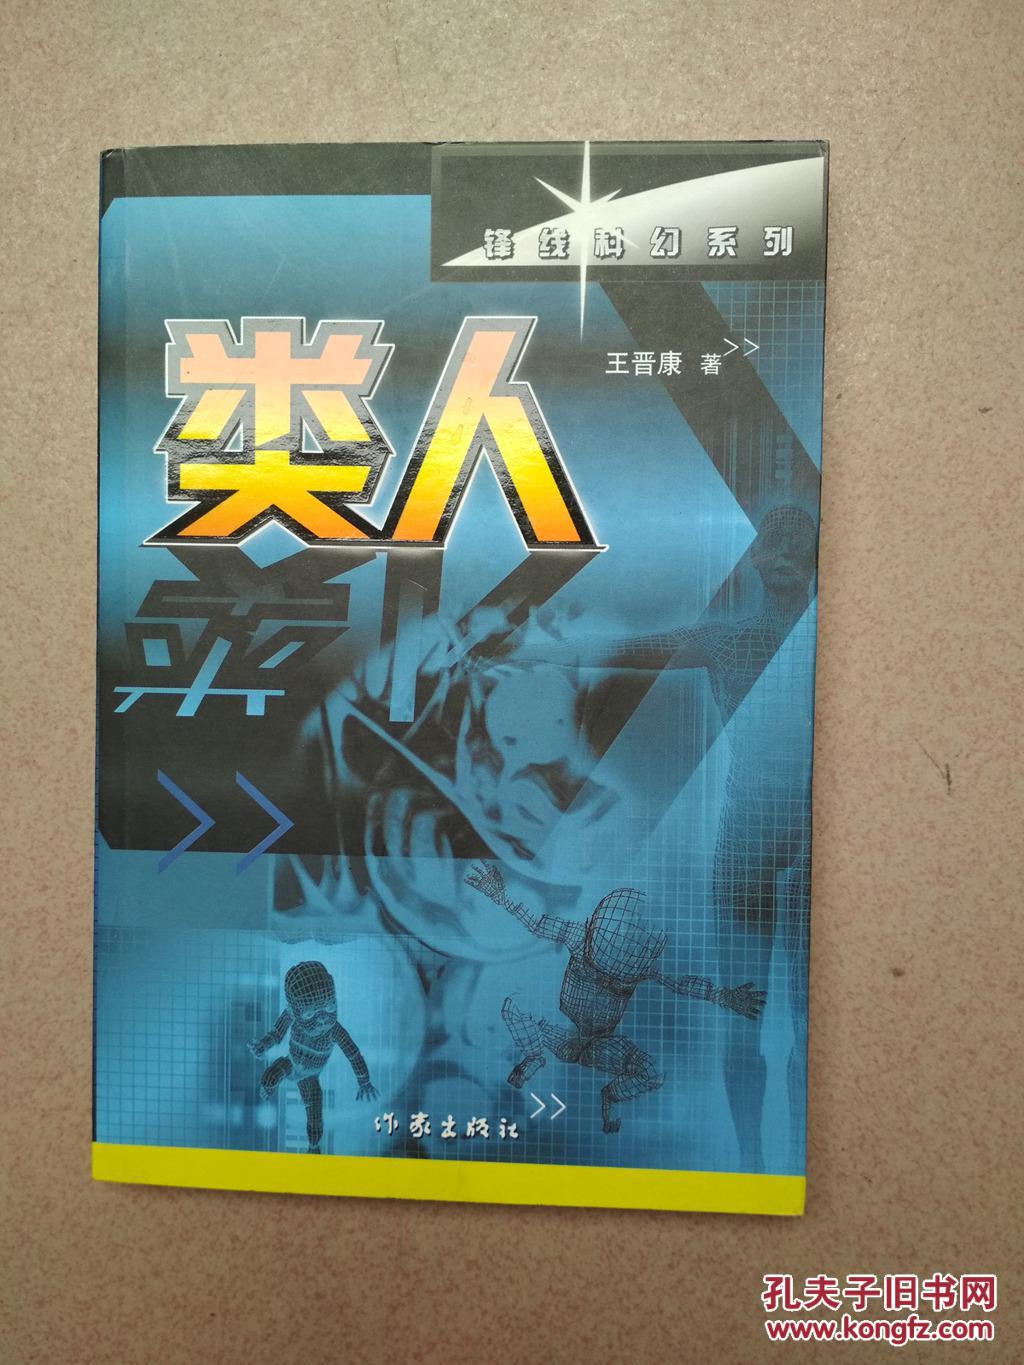 锋线科幻系列
类人
王晋康 著>>
>>
作家出版社>>
孔夫子旧书网
www.kongfz.com